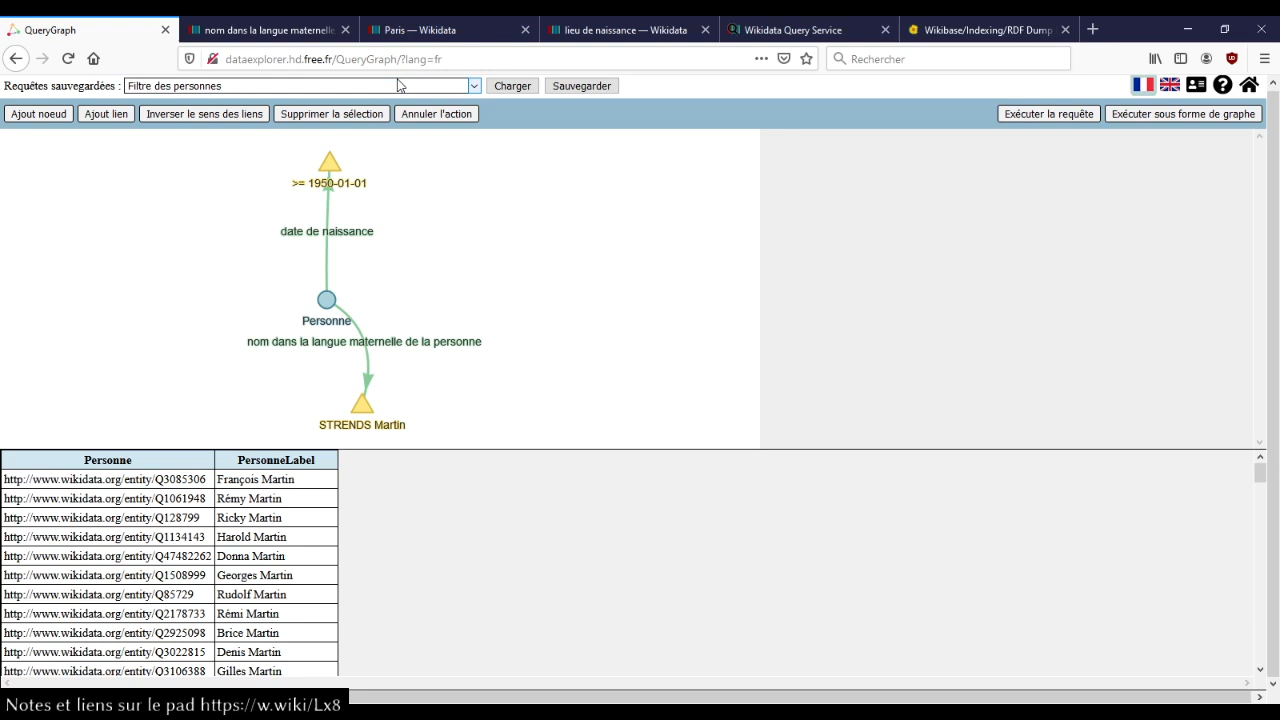 QueryGraph
nom dans la langue maternelle
Paris — Wikidata
lieu de naissance — Wikidata
Wikidata Query Service
Wikibase/Indexing/RDF Dump
dataexplorer.hd.free.fr/QueryGraph/?lang=fr
Rechercher
Requêtes sauvegardées : Filtre des personnes Charger Sauvegarder
Ajout noeud Ajout lien Inverser le sens des liens Supprimer la sélection Annuler l'action Exécuter la requête Exécuter sous forme de graphe
>= 1950-01-01
date de naissance
Personne
nom dans la langue maternelle de la personne
STRENDS Martin
Personne PersonneLabel
http://www.wikidata.org/entity/Q3085306 François Martin
http://www.wikidata.org/entity/Q1061948 Rémy Martin
http://www.wikidata.org/entity/Q128799 Ricky Martin
http://www.wikidata.org/entity/Q1134143 Harold Martin
http://www.wikidata.org/entity/Q47482262 Donna Martin
http://www.wikidata.org/entity/Q1508999 Georges Martin
http://www.wikidata.org/entity/Q85729 Rudolf Martin
http://www.wikidata.org/entity/Q2178733 Rémi Martin
http://www.wikidata.org/entity/Q2925098 Brice Martin
http://www.wikidata.org/entity/Q3022815 Denis Martin
http://www.wikidata.org/entity/Q3106388 Gilles Martin
Notes et liens sur le pad https://w.wiki/Lx8